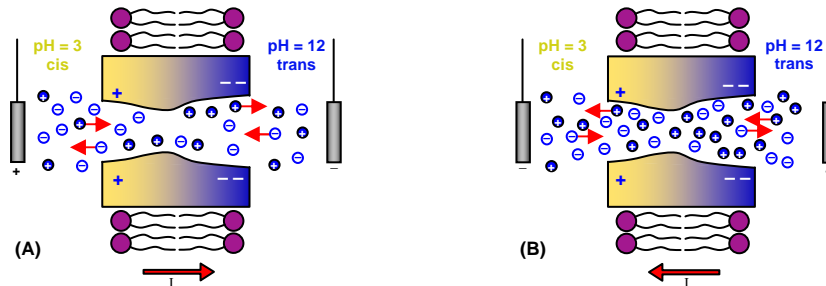 pH = 3
cis
pH = 12
trans
+
– –
+
– –
+
–
(A)
I
pH = 3
cis
pH = 12
trans
+
– –
+
– –
–
(B)
I